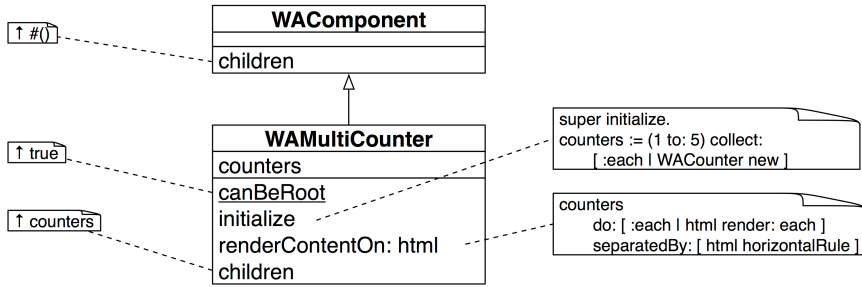 WAComponent
↑ #()
children
WAMultiCounter
counters
↑ true
canBeRoot
initialize
↑ counters
renderContentOn: html
children
super initialize.
counters := (1 to: 5) collect:
[ :each | WACounter new ]
counters
do: [ :each | html render: each ]
separatedBy: [ html horizontalRule ]